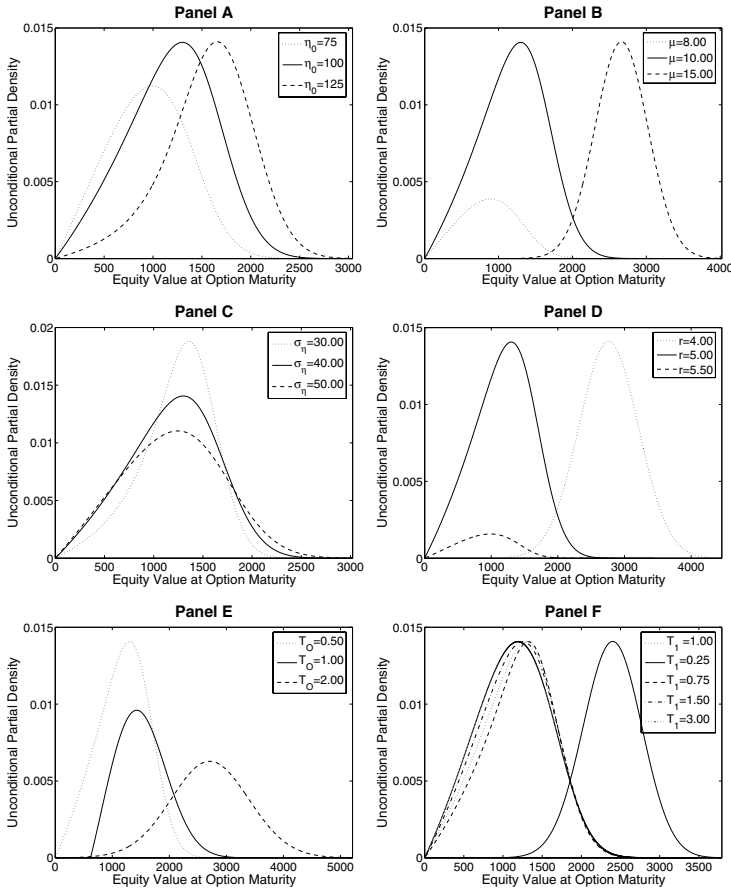 Panel A
Unconditional Partial Density
0.015
0.01
0.005
0
η0=75
η0=100
η0=125
0 500 1000 1500 2000 2500 3000
Equity Value at Option Maturity
Panel B
Unconditional Partial Density
0.015
0.01
0.005
0
μ=8.00
μ=10.00
μ=15.00
0 1000 2000 3000 4000
Equity Value at Option Maturity
Panel C
Unconditional Partial Density
0.02
0.015
0.01
0.005
0
ση=30.00
ση=40.00
ση=50.00
0 500 1000 1500 2000 2500 3000
Equity Value at Option Maturity
Panel D
Unconditional Partial Density
0.015
0.01
0.005
0
r=4.00
r=5.00
r=5.50
0 1000 2000 3000 4000
Equity Value at Option Maturity
Panel E
Unconditional Partial Density
0.015
0.01
0.005
0
TO=0.50
TO=1.00
TO=2.00
0 1000 2000 3000 4000 5000
Equity Value at Option Maturity
Panel F
Unconditional Partial Density
0.015
0.01
0.005
0
T1=1.00
T1=0.25
T1=0.75
T1=1.50
T1=3.00
0 500 1000 1500 2000 2500 3000 3500
Equity Value at Option Maturity